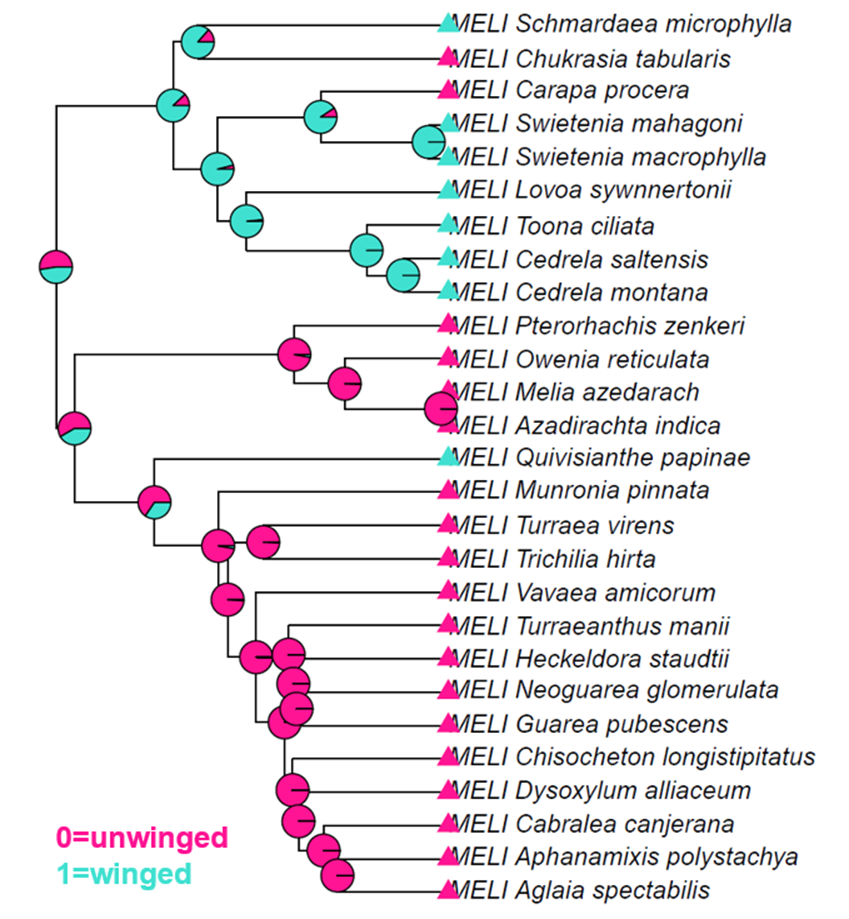 MELI Schmardaea microphylla
MELI Chukrasia tabularis
MELI Carapa procera
MELI Swietenia mahagoni
MELI Swietenia macrophylla
MELI Lovoa sywnnertonii
MELI Toona ciliata
MELI Cedrela saltensis
MELI Cedrela montana
MELI Pterorhachis zenkeri
MELI Owenia reticulata
MELI Melia azedarach
MELI Azadirachta indica
MELI Quivisianthe papinae
MELI Munronia pinnata
MELI Turraea virens
MELI Trichilia hirta
MELI Vavaea amicorum
MELI Turraeanthus manii
MELI Heckeldora staudtii
MELI Neoguarea glomerulata
MELI Guarea pubescens
MELI Chisocheton longistipitatus
MELI Dysoxylum alliaceum
MELI Cabralea canjerana
MELI Aphanamixis polystachya
MELI Aglaia spectabilis
0=unwinged
1=winged